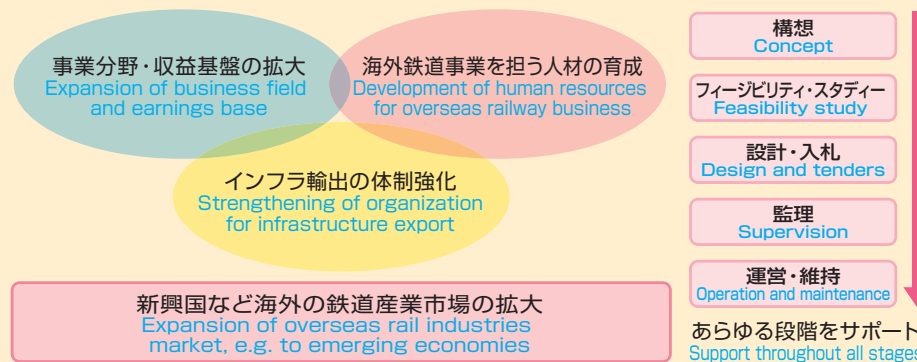 事業分野・収益基盤の拡大
Expansion of business field
and earnings base
海外鉄道事業を担う人材の育成
Development of human resources
for overseas railway business
インフラ輸出の体制強化
Strengthening of organization
for infrastructure export
新興国など海外の鉄道産業市場の拡大
Expansion of overseas rail industries
market, e.g. to emerging economies
構想
Concept
フィージビリティ・スタディー
Feasibility study
設計・入札
Design and tenders
監理
Supervision
運営・維持
Operation and maintenance
あらゆる段階をサポート
Support throughout all stages